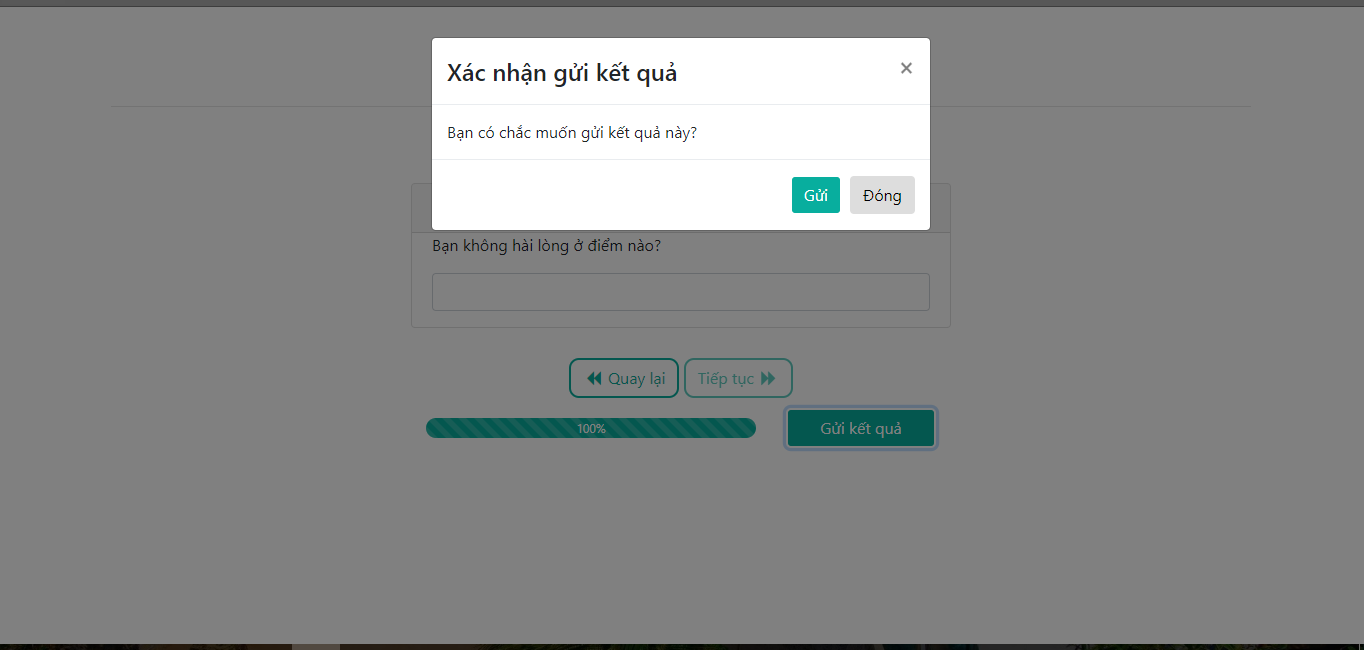 Xác nhận gửi kết quả
×
Bạn có chắc muốn gửi kết quả này?
Gửi Đóng
Bạn không hài lòng ở điểm nào?
Quay lại Tiếp tục
100% Gửi kết quả